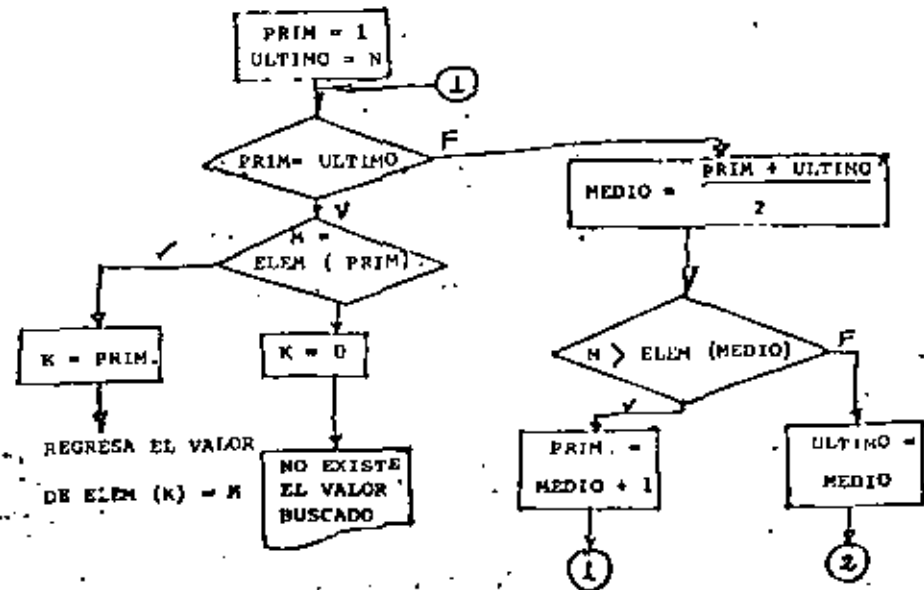 PRIM = 1
ULTIMO = N
1
PRIM= ULTIMO
F
V
M =
ELEM ( PRIM)
K = PRIM.
K = 0
REGRESA EL VALOR
DE ELEM (K) = M
NO EXISTE
EL VALOR
BUSCADO
MEDIO = PRIM + ULTIMO
2
M > ELEM (MEDIO)
F
V
PRIM. =
MEDIO + 1
ULTIMO =
MEDIO
1
2